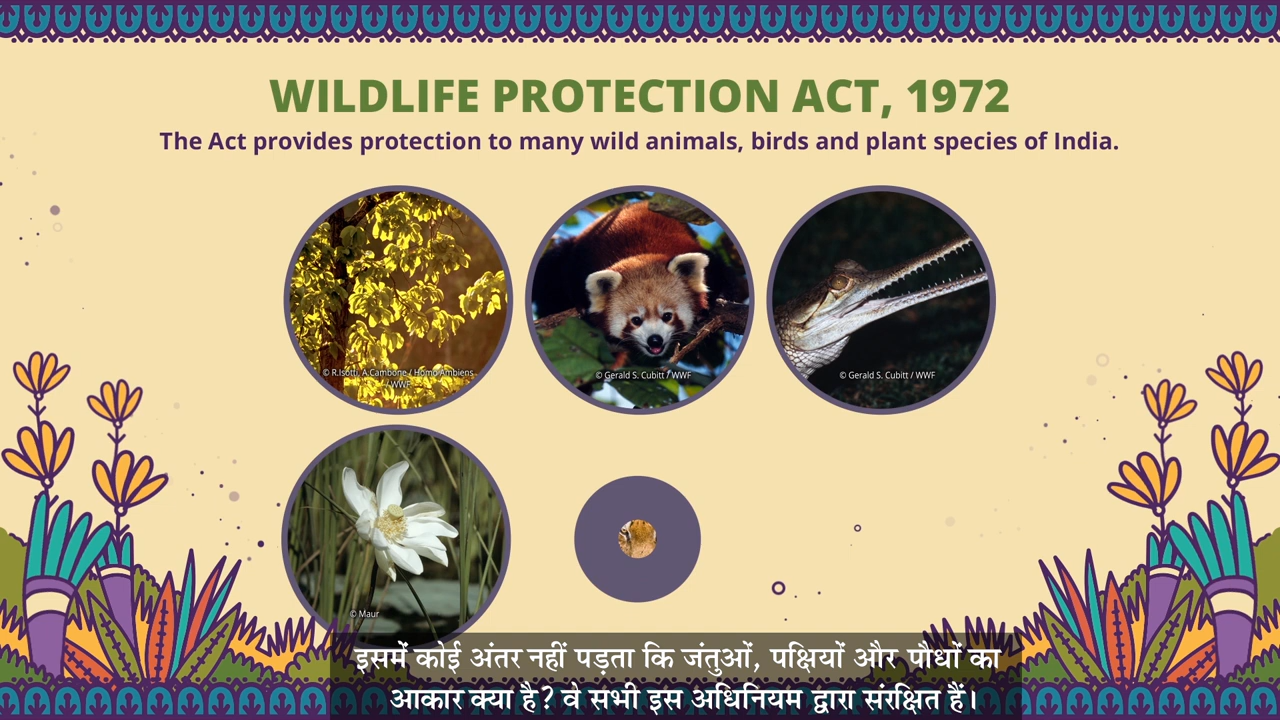 WILDLIFE PROTECTION ACT, 1972
The Act provides protection to many wild animals, birds and plant species of India.
© R.Isotti, A.Cambone / Homo Ambiens
/ WWF
© Gerald S. Cubitt / WWF
© Gerald S. Cubitt / WWF
© Maur
इसमें कोई अंतर नहीं पड़ता कि जंतुओं, पक्षियों और पौधों का
आकार क्या है? वे सभी इस अधिनियम द्वारा संरक्षित हैं।